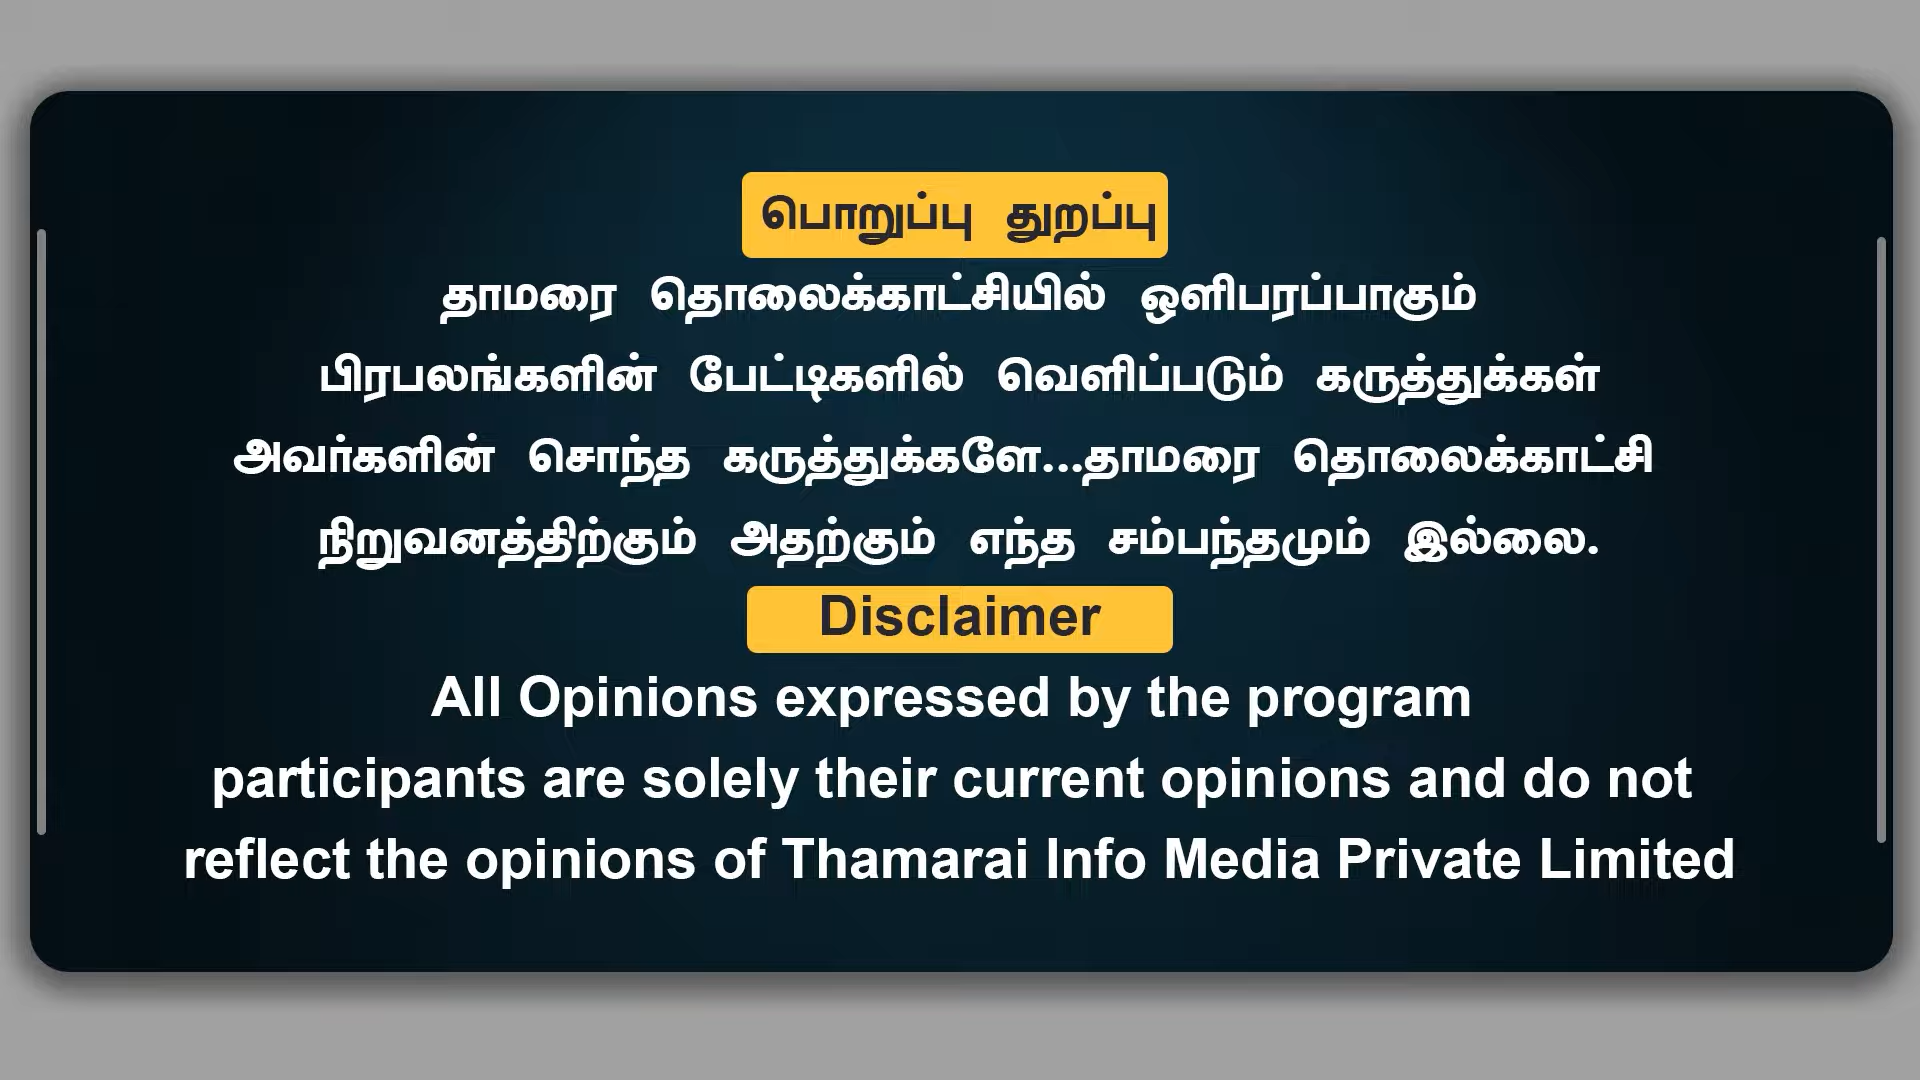 பொறுப்பு துறப்பு
தாமரை தொலைக்காட்சியில் ஒளிபரப்பாகும்
பிரபலங்களின் பேட்டிகளில் வெளிப்படும் கருத்துக்கள்
அவர்களின் சொந்த கருத்துக்களே...தாமரை தொலைக்காட்சி
நிறுவனத்திற்கும் அதற்கும் எந்த சம்பந்தமும் இல்லை.
Disclaimer
All Opinions expressed by the program
participants are solely their current opinions and do not
reflect the opinions of Thamarai Info Media Private Limited